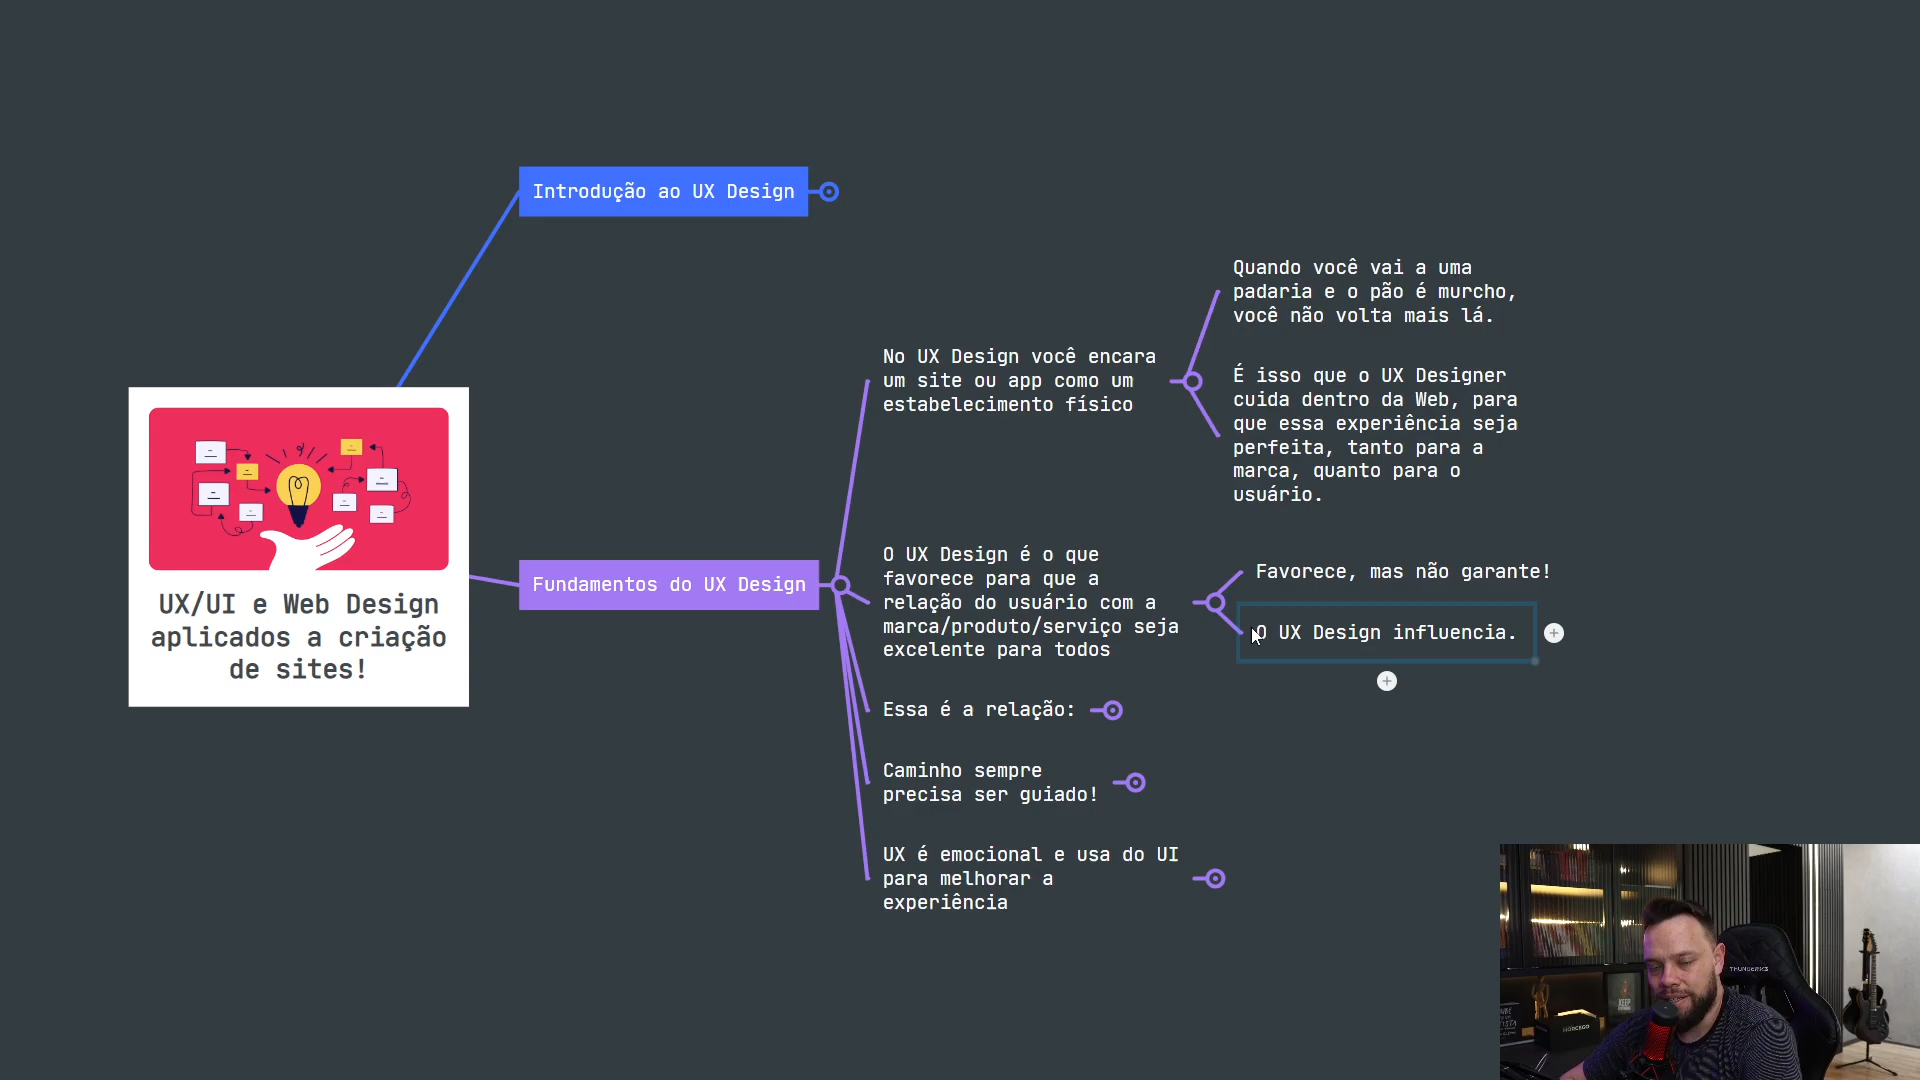 Introdução ao UX Design
Quando você vai a uma
padaria e o pão é murcho,
você não volta mais lá.
No UX Design você encara
um site ou app como um
estabelecimento físico
É isso que o UX Designer
cuida dentro da Web, para
que essa experiência seja
perfeita, tanto para a
marca, quanto para o
usuário.
UX/UI e Web Design
aplicados a criação
de sites!
Fundamentos do UX Design
O UX Design é o que
favorece para que a
relação do usuário com a
marca/produto/serviço seja
excelente para todos
Favorece, mas não garante!
O UX Design influencia.
Essa é a relação:
Caminho sempre
precisa ser guiado!
UX é emocional e usa do UI
para melhorar a
experiência
THUNDERX3
KEEP
HORCEGO